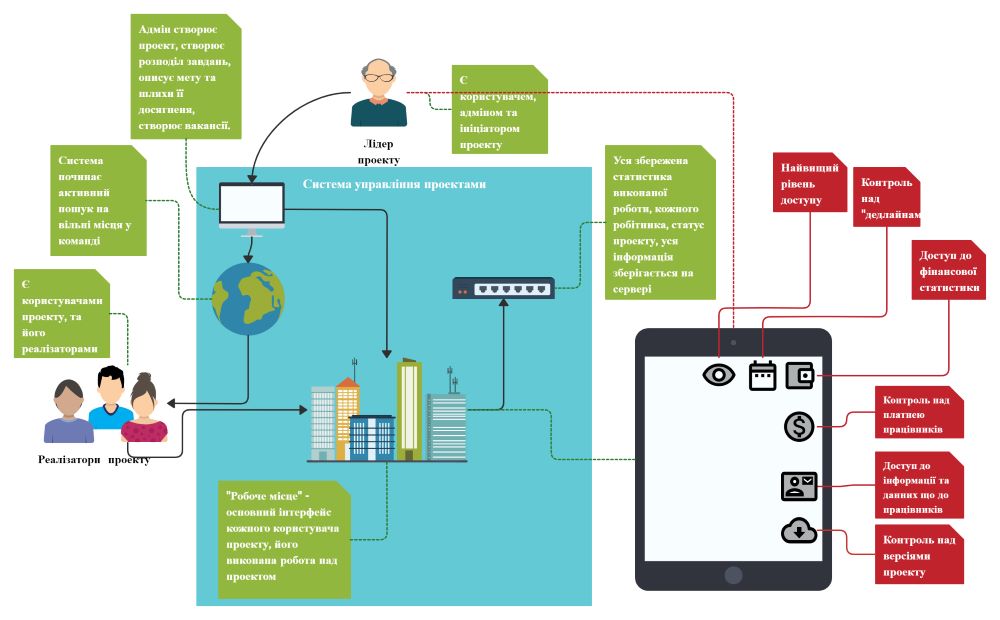 Адмін створює
проект, створює
розподіл завдань,
описує мету та
шляхи її
досягненя,
створює вакансії.
Лідер
проекту
Є
користувачем,
адміном та
ініціатором
проекту
Система
починає
активний
пошук на
вільні місця у
команді
Система управління проектами
Уся збережена
статистика
виконаної
роботи, кожного
робітника, статус
проекту, уся
інформація
зберігається на
сервері
Найвищий
рівень
доступу
Контроль
над
"дедлайнам
Доступ до
фінансової
статистики
Є
користувачами
проекту, та
його
реалізаторами
Реалізатори проекту
"Робоче місце" -
основний інтерфейс
кожного користувача
проекту, його
виконана робота над
проектом
Контроль над
платнею
працівників
Доступ до
інформації та
данних що до
працівників
Контроль над
версіями
проекту